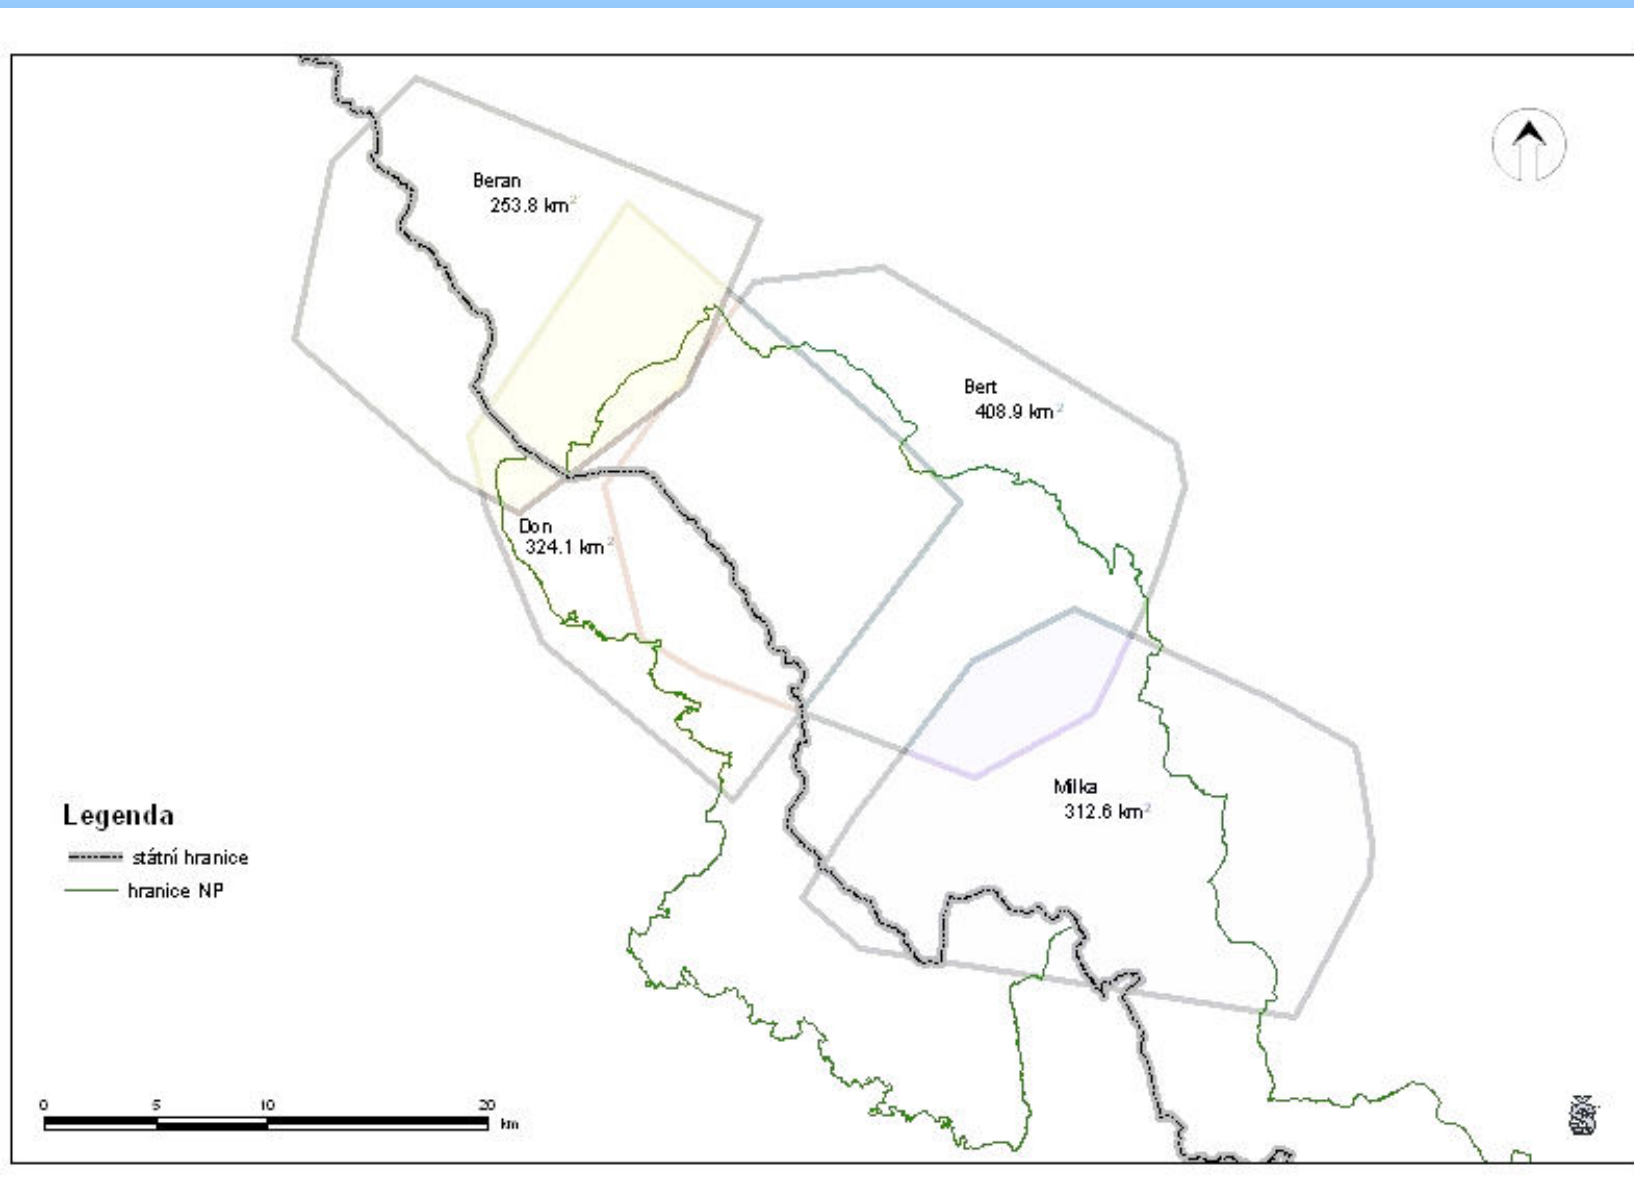 Beran
253.8 km²
Bert
408.9 km²
Don
324.1 km²
Milka
312.6 km²
Legenda
státní hranice
hranice NP
0 5 10 20
km